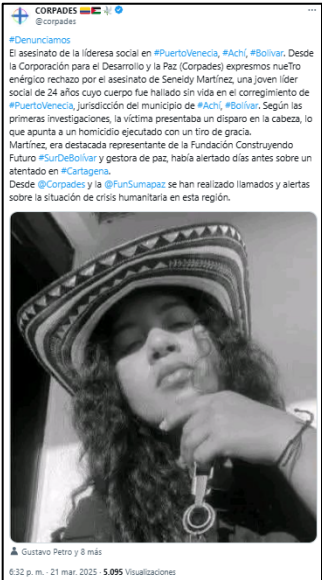 CORPADES
@corpades
#Denunciamos
El asesinato de la líderesa social en #PuertoVenecia, #Achí, #Bolivar. Desde
la Corporación para el Desarrollo y la Paz (Corpades) expresmos nueTro
enérgico rechazo por el asesinato de Seneidy Martínez, una joven líder
social de 24 años cuyo cuerpo fue hallado sin vida en el corregimiento de
#PuertoVenecia, jurisdicción del municipio de #Achí, #Bolívar. Según las
primeras investigaciones, la víctima presentaba un disparo en la cabeza, lo
que apunta a un homicidio ejecutado con un tiro de gracia.
Martínez, era destacada representante de la Fundación Construyendo
Futuro #SurDeBolívar y gestora de paz, había alertado días antes sobre un
atentado en #Cartagena.
Desde @Corpades y la @FunSumapaz se han realizado llamados y alertas
sobre la situación de crisis humanitaria en esta región.
Gustavo Petro y 8 más
6:32 p. m. · 21 mar. 2025 · 5.095 Visualizaciones